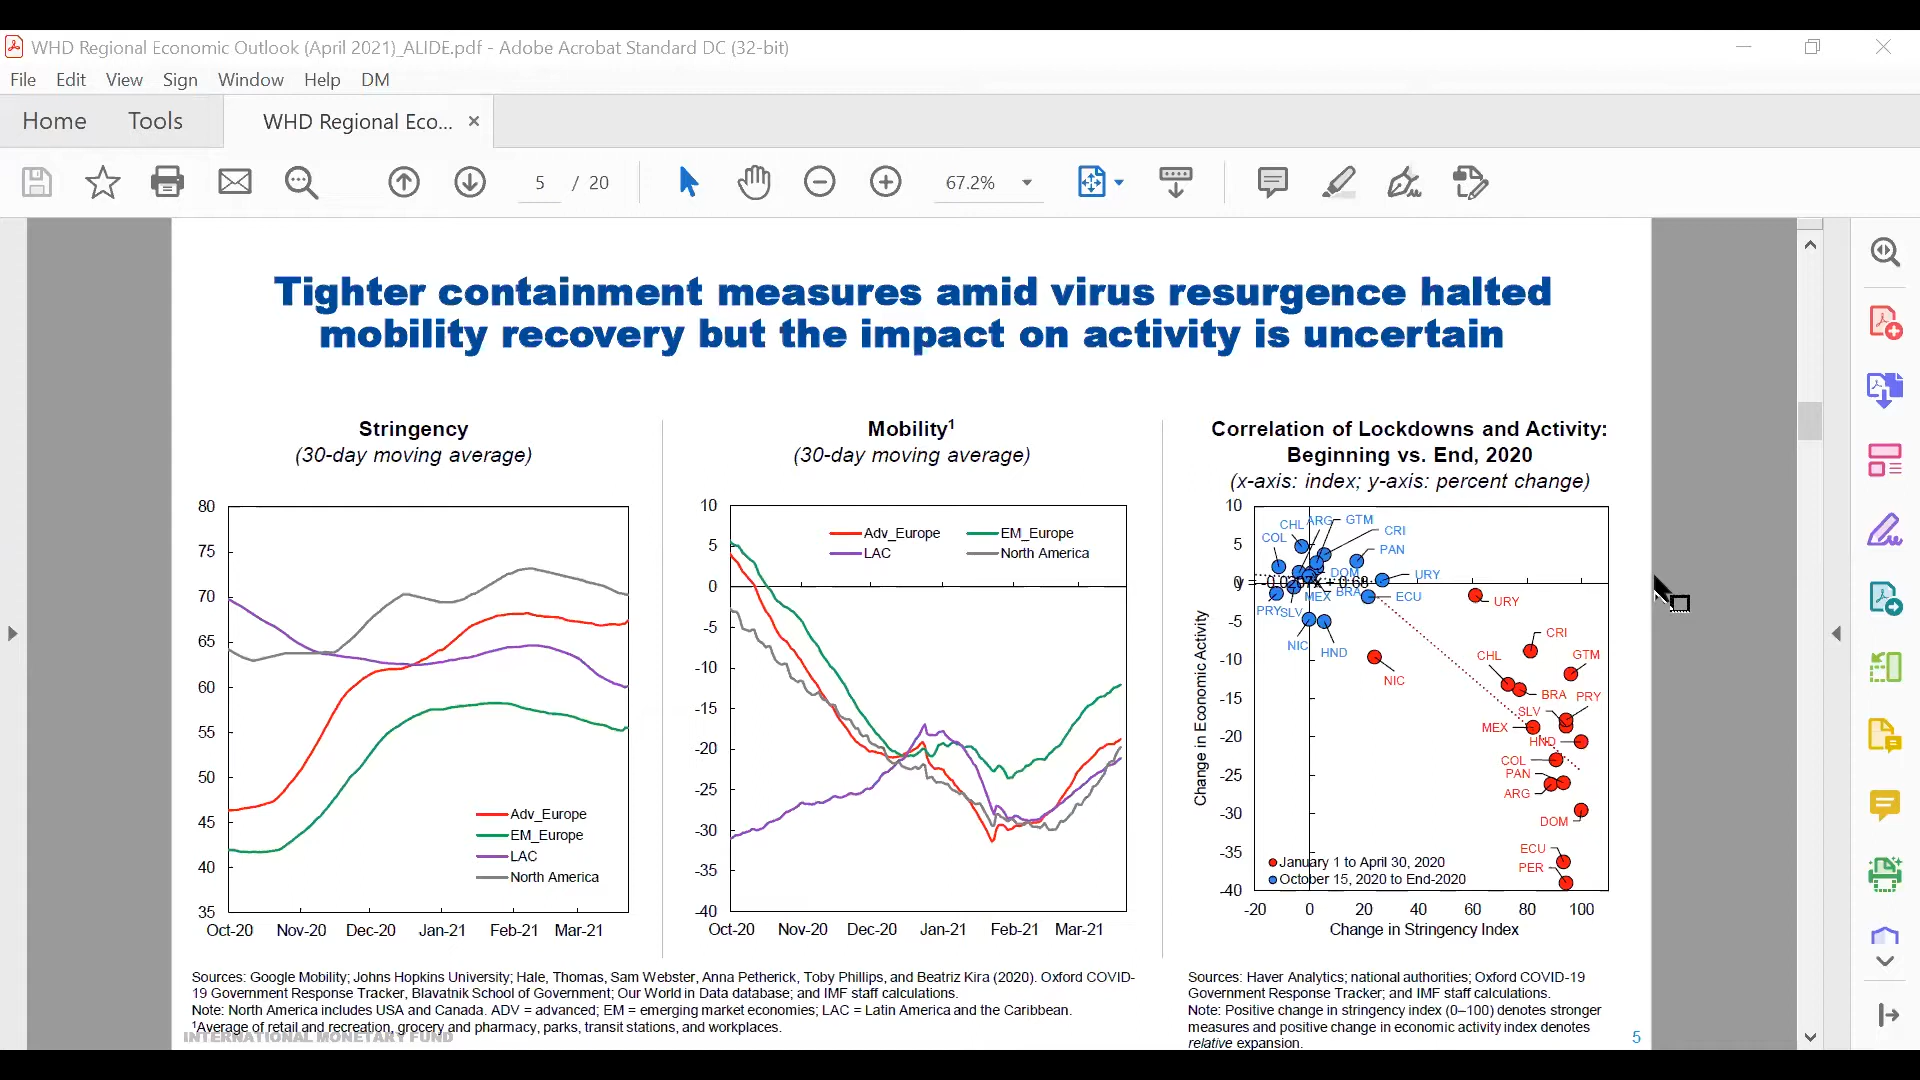 WHD Regional Economic Outlook (April 2021)_ALIDE.pdf - Adobe Acrobat Standard DC (32-bit)
File Edit View Sign Window Help DM
Home Tools WHD Regional Eco... ×
5 / 20 67.2%
Tighter containment measures amid virus resurgence halted
mobility recovery but the impact on activity is uncertain
Stringency
(30-day moving average)
80
75
70
65
60
55
50
45
40
35
Adv_Europe
EM_Europe
LAC
North America
Oct-20 Nov-20 Dec-20 Jan-21 Feb-21 Mar-21
Mobility¹
(30-day moving average)
10
5
0
-5
-10
-15
-20
-25
-30
-35
-40
Adv_Europe EM_Europe
LAC North America
Oct-20 Nov-20 Dec-20 Jan-21 Feb-21 Mar-21
Correlation of Lockdowns and Activity:
Beginning vs. End, 2020
(x-axis: index; y-axis: percent change)
Change in Economic Activity
10
5
0
-5
-10
-15
-20
-25
-30
-35
-40
CHL ARG GTM
CRI
COL
PAN
DOM URY
MEX BRA ECU
PRY SLV
NIC HND
URY
CRI
CHL GTM
NIC
BRA PRY
SLV
MEX
HND
COL
PAN
ARG
DOM
ECU
PER
January 1 to April 30, 2020
October 15, 2020 to End-2020
-20 0 20 40 60 80 100
Change in Stringency Index
Sources: Google Mobility; Johns Hopkins University; Hale, Thomas, Sam Webster, Anna Petherick, Toby Phillips, and Beatriz Kira (2020). Oxford COVID-
19 Government Response Tracker, Blavatnik School of Government; Our World in Data database; and IMF staff calculations.
Note: North America includes USA and Canada. ADV = advanced; EM = emerging market economies; LAC = Latin America and the Caribbean.
¹Average of retail and recreation, grocery and pharmacy, parks, transit stations, and workplaces.
Sources: Haver Analytics; national authorities; Oxford COVID-19
Government Response Tracker; and IMF staff calculations.
Note: Positive change in stringency index (0–100) denotes stronger
measures and positive change in economic activity index denotes
relative expansion.
INTERNATIONAL MONETARY FUND
5